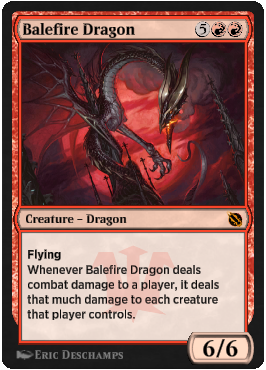 Balefire Dragon 5
Creature – Dragon
Flying
Whenever Balefire Dragon deals
combat damage to a player, it deals
that much damage to each creature
that player controls.
Eric Deschamps
6/6